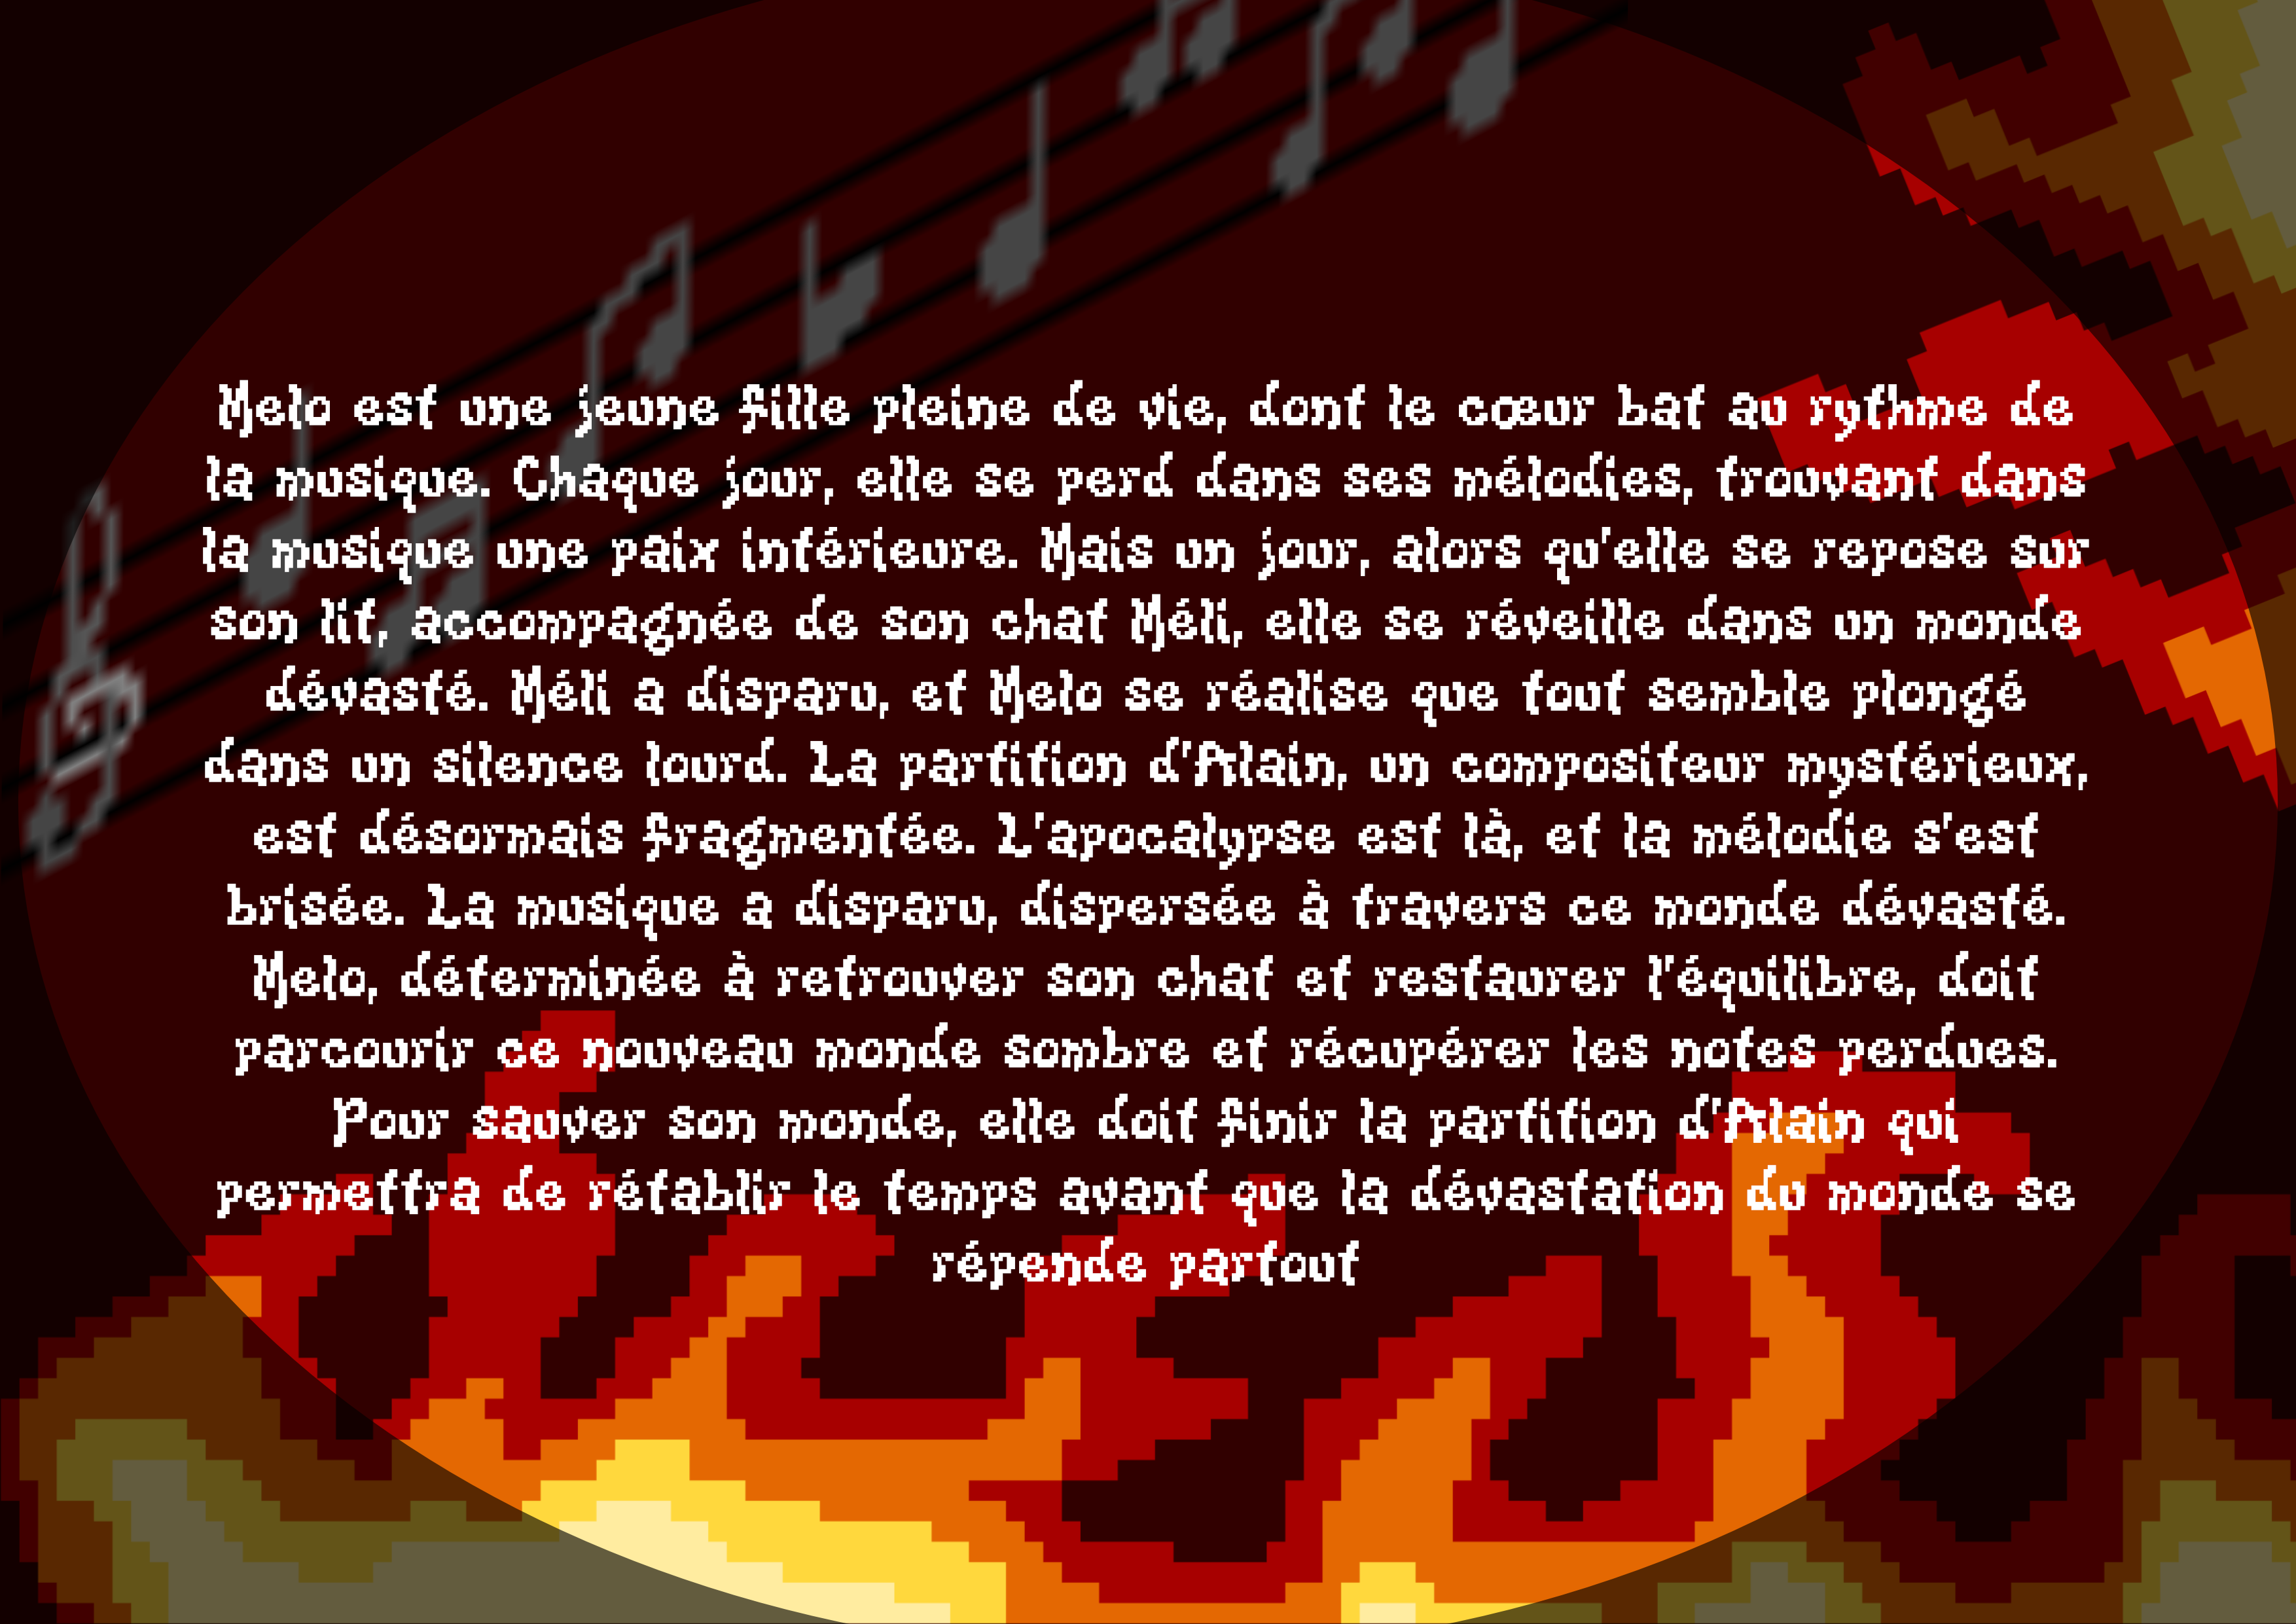 Melo est une jeune fille pleine de vie, dont le cœur bat au rythme de
la musique. Chaque jour, elle se perd dans ses mélodies, trouvant dans
la musique une paix intérieure. Mais un jour, alors qu'elle se repose sur
son lit, accompagnée de son chat Méli, elle se réveille dans un monde
dévasté. Méli a disparu, et Melo se réalise que tout semble plongé
dans un silence lourd. La partition d'Alain, un compositeur mystérieux,
est désormais fragmentée. L'apocalypse est là, et la mélodie s'est
brisée. La musique a disparu, dispersée à travers ce monde dévasté.
Melo, déterminée à retrouver son chat et restaurer l'équilibre, doit
parcourir ce nouveau monde sombre et récupérer les notes perdues.
Pour sauver son monde, elle doit finir la partition d'Alain qui
permettra de rétablir le temps avant que la dévastation du monde se
répende partout